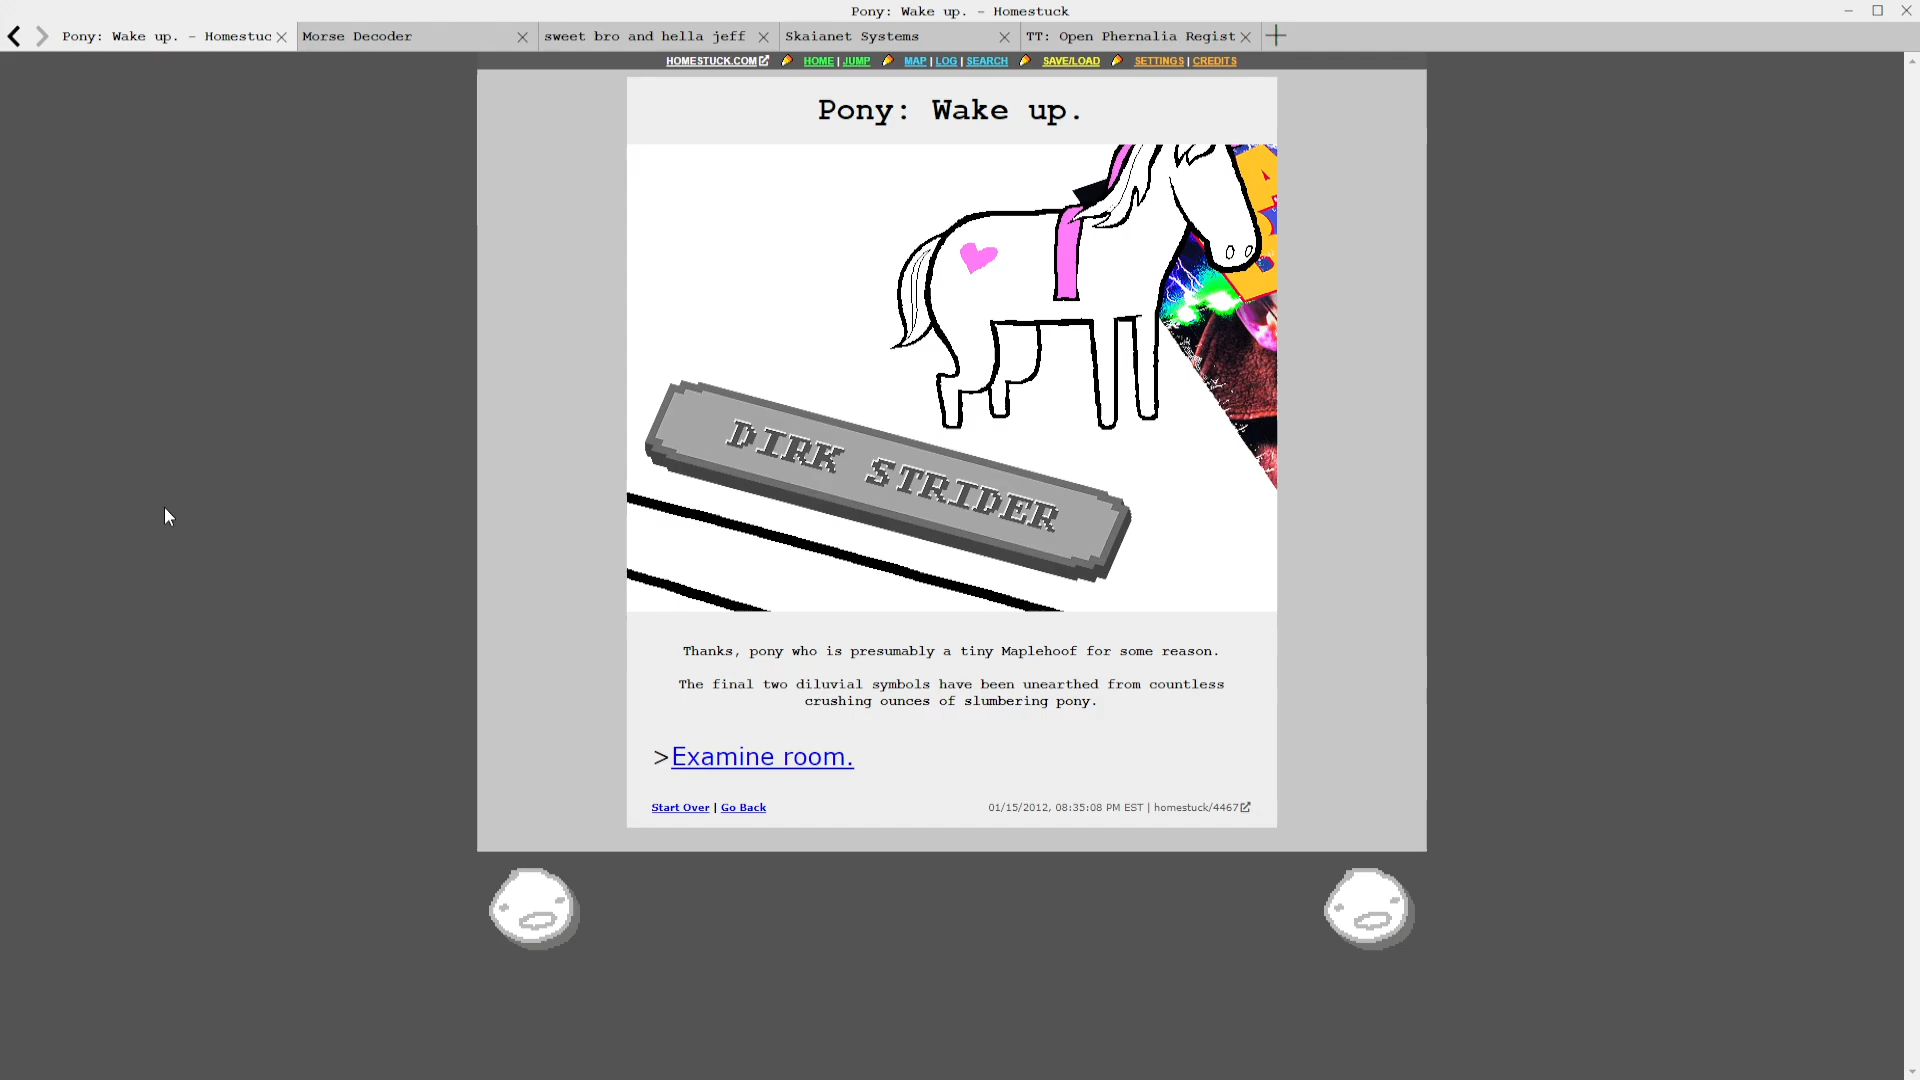 Pony: Wake up. - Homestuck
Pony: Wake up. - Homestuc
Morse Decoder
sweet bro and hella jeff
Skaianet Systems
TT: Open Phernalia Regist
HOMESTUCK.COM HOME | JUMP MAP | LOG | SEARCH SAVE/LOAD SETTINGS | CREDITS
Pony: Wake up.
DIRK STRIDER
Thanks, pony who is presumably a tiny Maplehoof for some reason.
The final two diluvial symbols have been unearthed from countless
crushing ounces of slumbering pony.
>Examine room.
Start Over | Go Back
01/15/2012, 08:35:08 PM EST | homestuck/4467